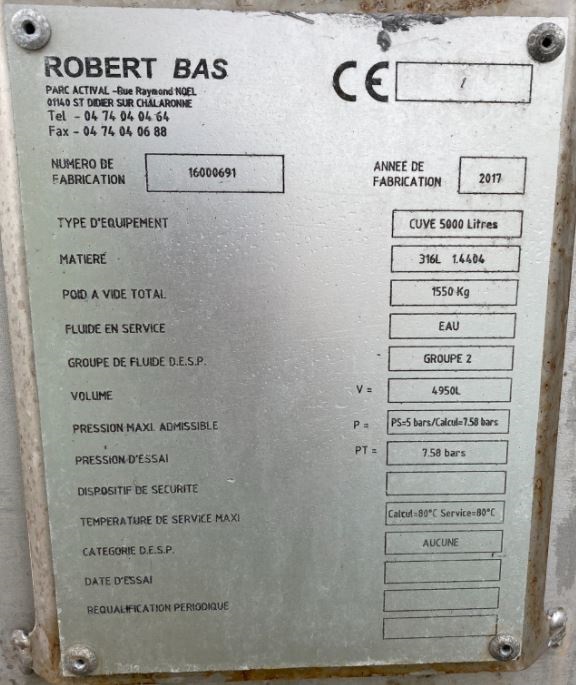 ROBERT BAS
PARC ACTIVAL -Rue Raymond NOEL
01140 ST DIDIER SUR CHALARONNE
Tel - 04 74 04 04 64
Fax - 04 74 04 06 88
CE /
NUMERO DE FABRICATION 16000691
ANNEE DE FABRICATION 2017
TYPE D'EQUIPEMENT CUVE 5000 Litres
MATIERE 316L 1.4404
POID A VIDE TOTAL 1550 Kg
FLUIDE EN SERVICE EAU
GROUPE DE FLUIDE D.E.S.P. GROUPE 2
VOLUME V = 4950L
PRESSION MAXI ADMISSIBLE P = PS=5 bars/Calcul=7.58 bars
PRESSION D'ESSAI PT = 7.58 bars
DISPOSITIF DE SECURITE
TEMPERATURE DE SERVICE MAXI Calcul=80°C Service=80°C
CATEGORIE D.E.S.P. AUCUNE
DATE D'ESSAI
REQUALIFICATION PERIODIQUE